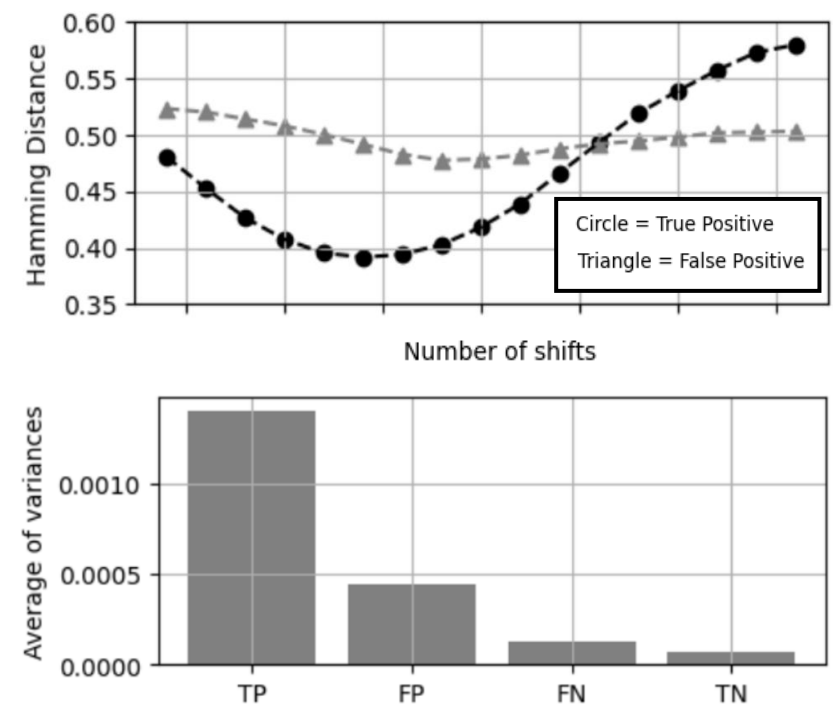 0.60
0.55
0.50
0.45
0.40
0.35
Hamming Distance
Circle = True Positive
Triangle = False Positive
Number of shifts
0.0010
0.0005
0.0000
Average of variances
TP FP FN TN